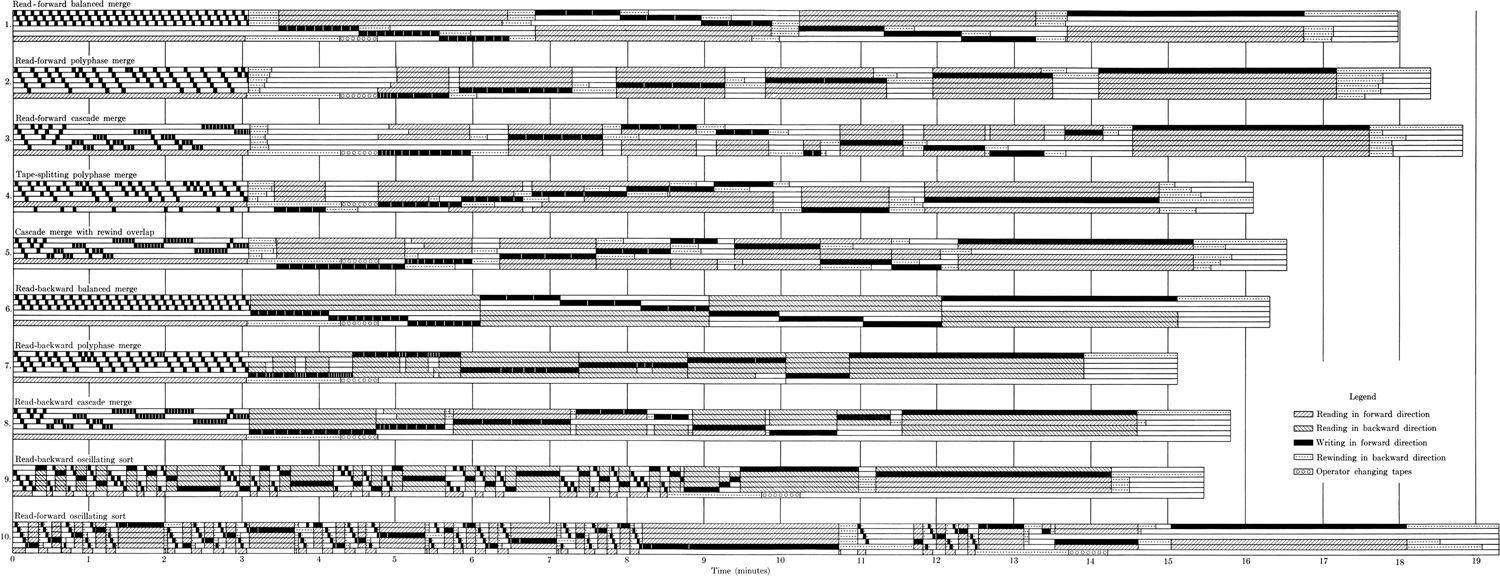 Read-forward balanced merge
1.
Read-forward polyphase merge
2.
Read-forward cascade merge
3.
Tape-splitting polyphase merge
4.
Cascade merge with rewind overlap
5.
Read-backward balanced merge
6.
Read-backward polyphase merge
7.
Read-backward cascade merge
8.
Read-backward oscillating sort
9.
Read-forward oscillating sort
10.
0 1 2 3 4 5 6 7 8 9 10 11 12 13 14 15 16 17 18 19
Time (minutes)
Legend
Reading in forward direction
Reading in backward direction
Writing in forward direction
Rewinding in backward direction
Operator changing tapes